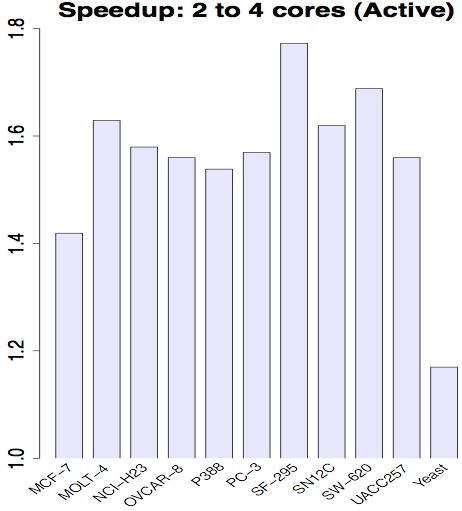 Speedup: 2 to 4 cores (Active)
1.8
1.6
1.4
1.2
1.0
MCF-7
MOLT-4
NCI-H23
OVCAR-8
P388
PC-3
SF-295
SN12C
SW-620
UACC257
Yeast